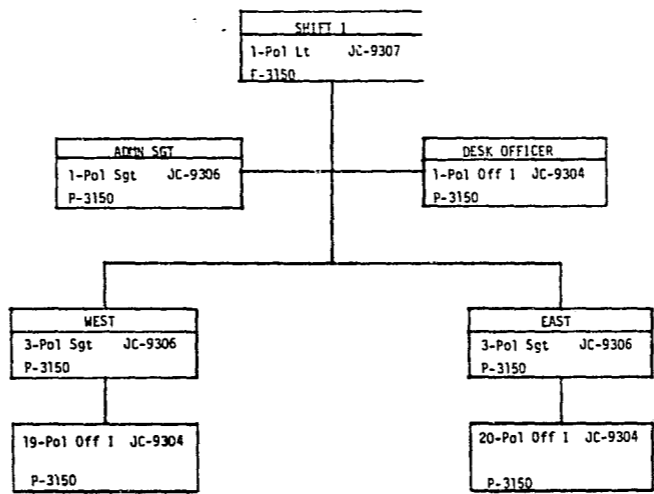 SHIFT 1
1-Pol Lt JC-9307
F-3150
ADMN SGT
1-Pol Sgt JC-9306
P-3150
DESK OFFICER
1-Pol Off I JC-9304
P-3150
WEST
3-Pol Sgt JC-9306
P-3150
EAST
3-Pol Sgt JC-9306
P-3150
19-Pol Off I JC-9304
P-3150
20-Pol Off I JC-9304
P-3150